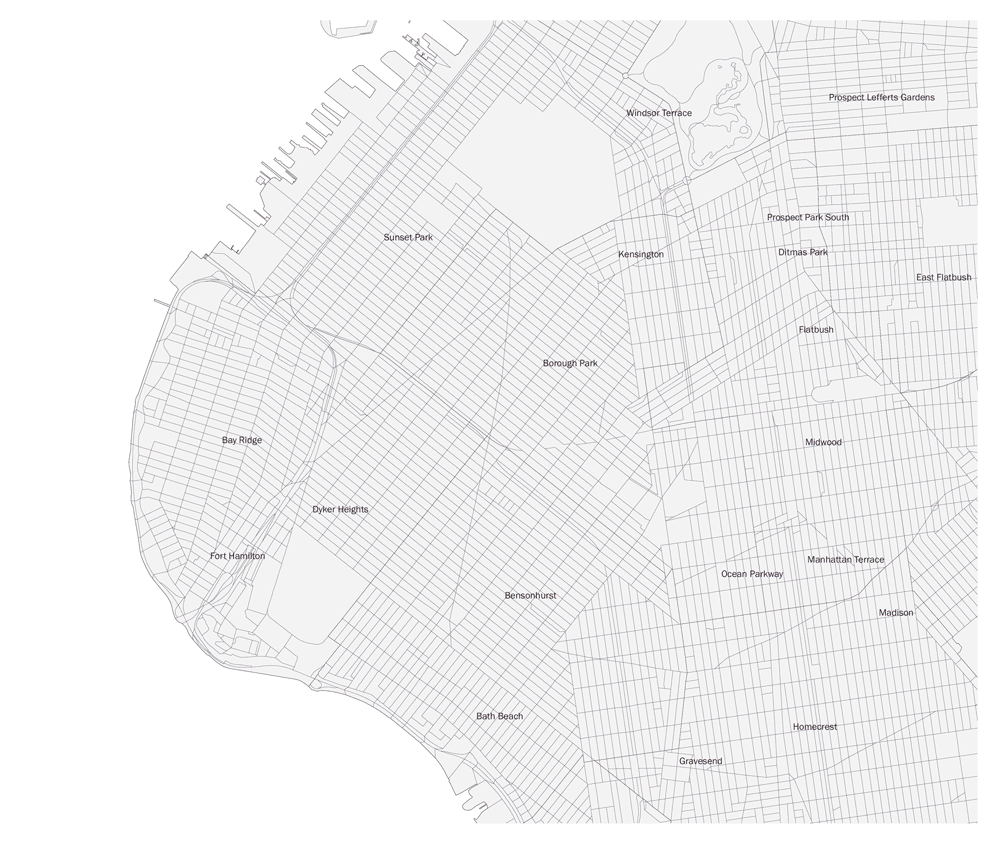 Prospect Lefferts Gardens
Windsor Terrace
Prospect Park South
Sunset Park
Ditmas Park
Kensington
East Flatbush
Flatbush
Borough Park
Bay Ridge
Midwood
Dyker Heights
Fort Hamilton
Manhattan Terrace
Ocean Parkway
Bensonhurst
Madison
Bath Beach
Homecrest
Gravesend